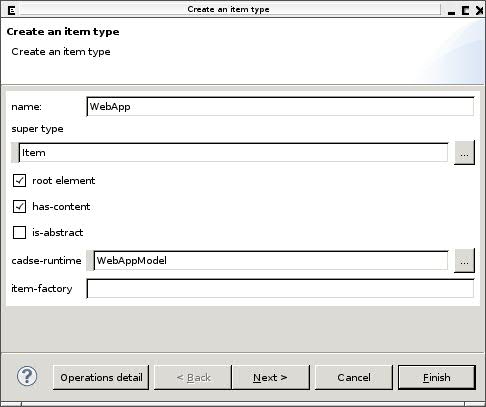 Create an item type
Create an item type
Create an item type
name: WebApp
super type
Item ...
root element
has-content
is-abstract
cadse-runtime WebAppModel ...
item-factory
? Operations detail < Back Next > Cancel Finish